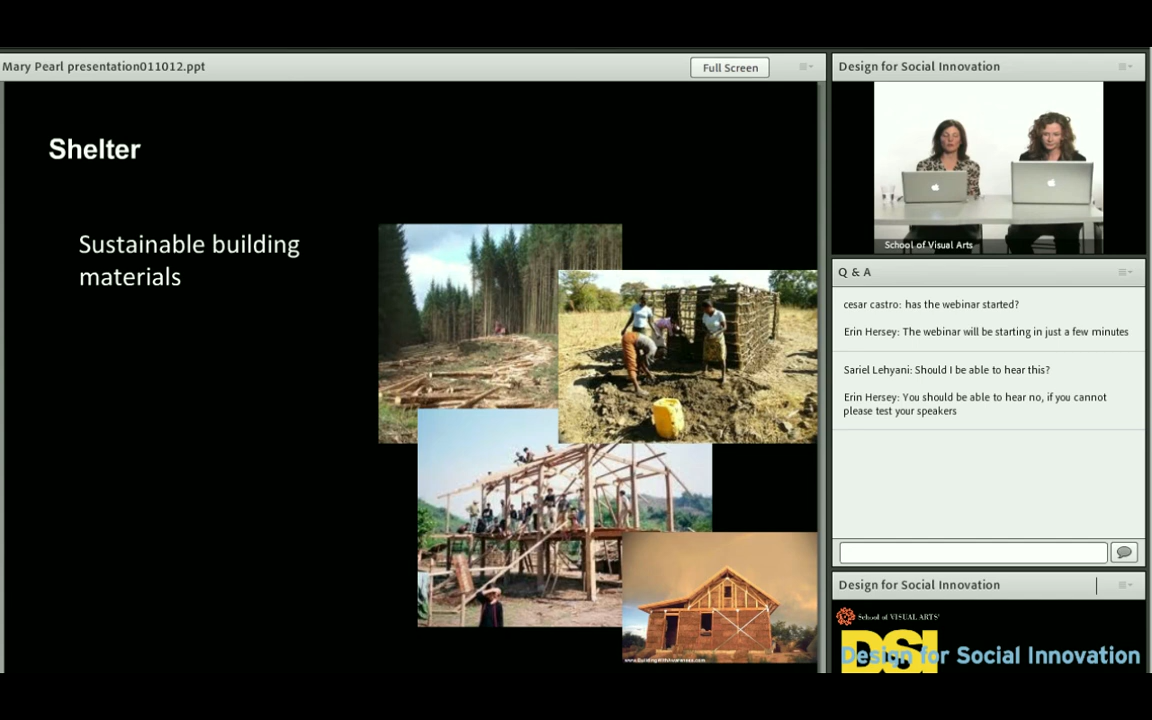 Mary Pearl presentation011012.ppt
Full Screen
Shelter
Sustainable building
materials
www.BuildingWithAwareness.com
Design for Social Innovation
School of Visual Arts
Q & A
cesar castro: has the webinar started?
Erin Hersey: The webinar will be starting in just a few minutes
Sariel Lehyani: Should I be able to hear this?
Erin Hersey: You should be able to hear no, if you cannot
please test your speakers
Design for Social Innovation
School of VISUAL ARTS®
DSI
Design for Social Innovation